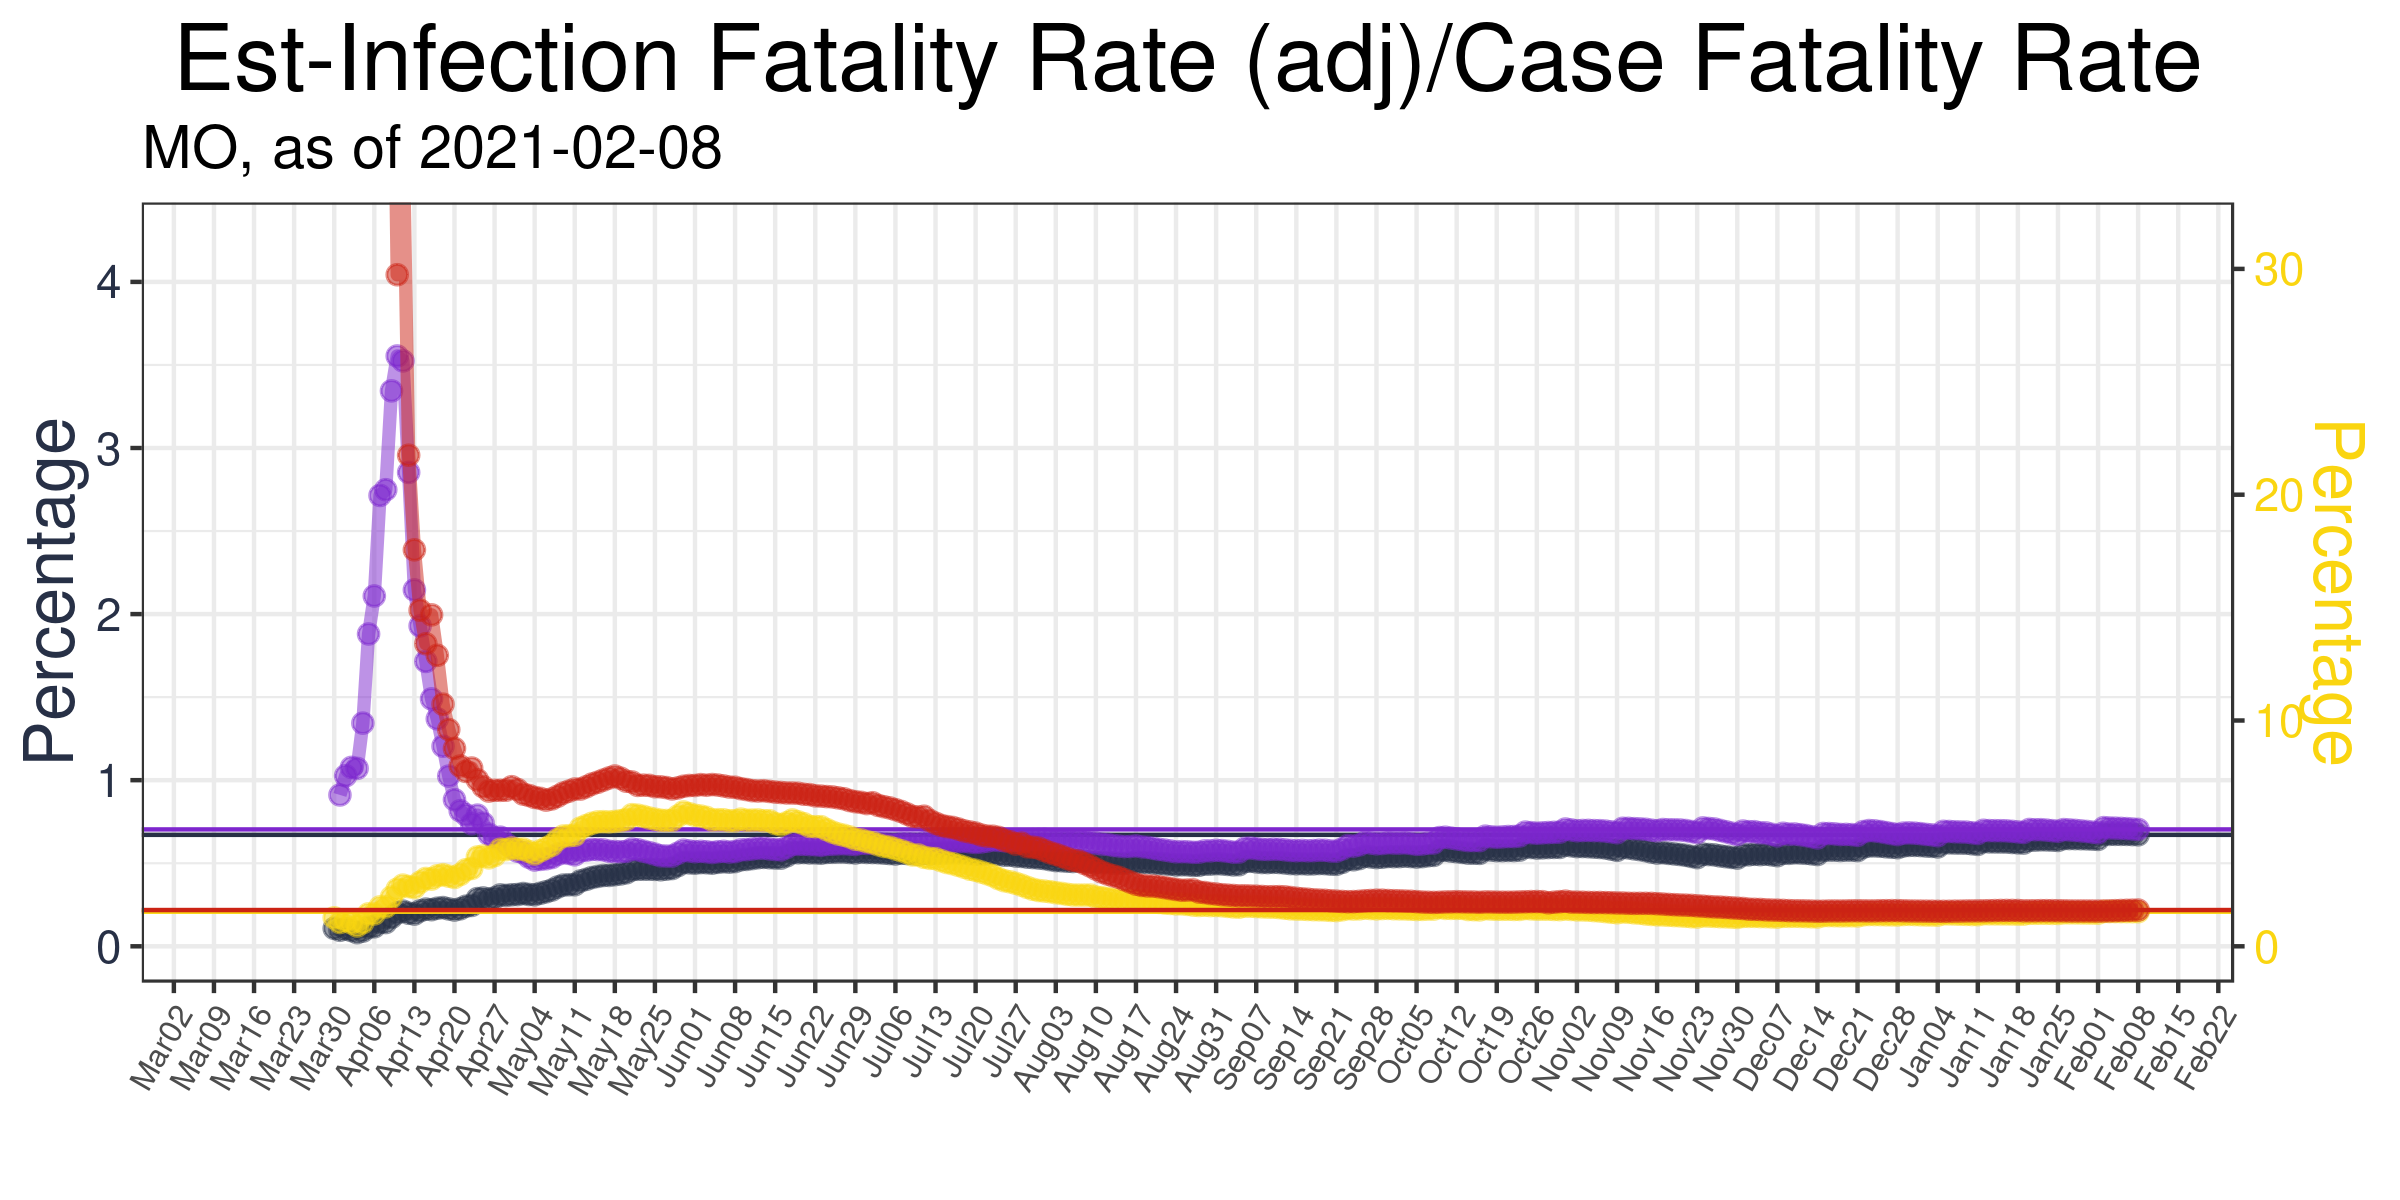 Est-Infection Fatality Rate (adj)/Case Fatality Rate
MO, as of 2021-02-08
Percentage
4
3
2
1
0
30
20
10
0
Percentage
Mar02
Mar09
Mar16
Mar23
Mar30
Apr06
Apr13
Apr20
Apr27
May04
May11
May18
May25
Jun01
Jun08
Jun15
Jun22
Jun29
Jul06
Jul13
Jul20
Jul27
Aug03
Aug10
Aug17
Aug24
Aug31
Sep07
Sep14
Sep21
Sep28
Oct05
Oct12
Oct19
Oct26
Nov02
Nov09
Nov16
Nov23
Nov30
Dec07
Dec14
Dec21
Dec28
Jan04
Jan11
Jan18
Jan25
Feb01
Feb08
Feb15
Feb22